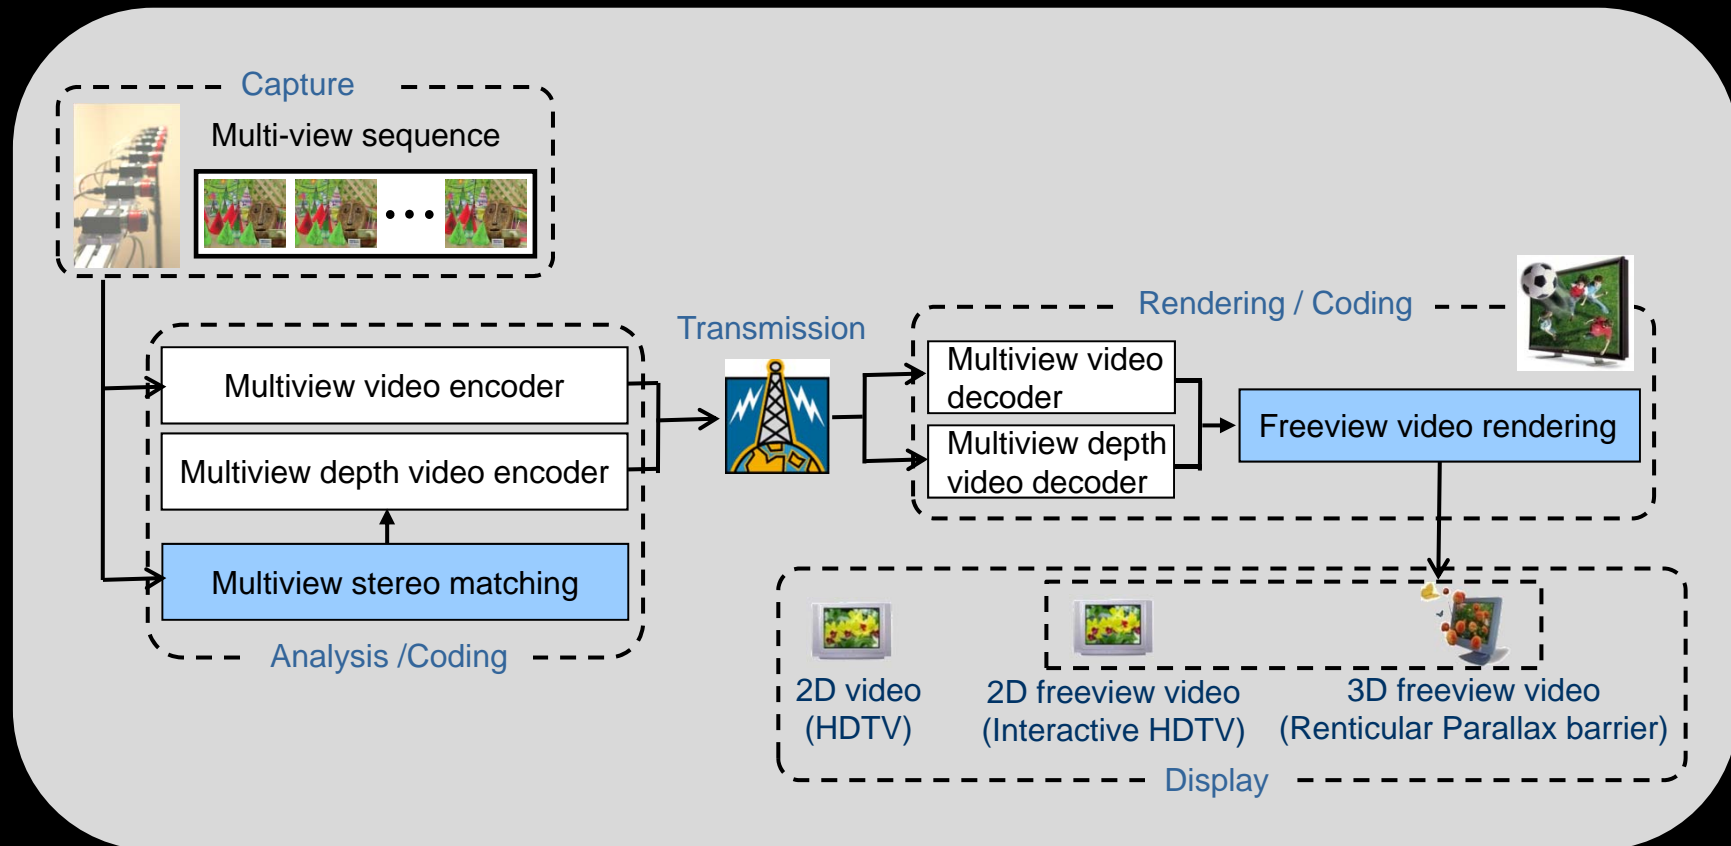 Capture
Multi-view sequence
Multiview video encoder
Multiview depth video encoder
Multiview stereo matching
Analysis /Coding
Transmission
Rendering / Coding
Multiview video
decoder
Multiview depth
video decoder
Freeview video rendering
2D video
(HDTV)
2D freeview video
(Interactive HDTV)
3D freeview video
(Renticular Parallax barrier)
Display